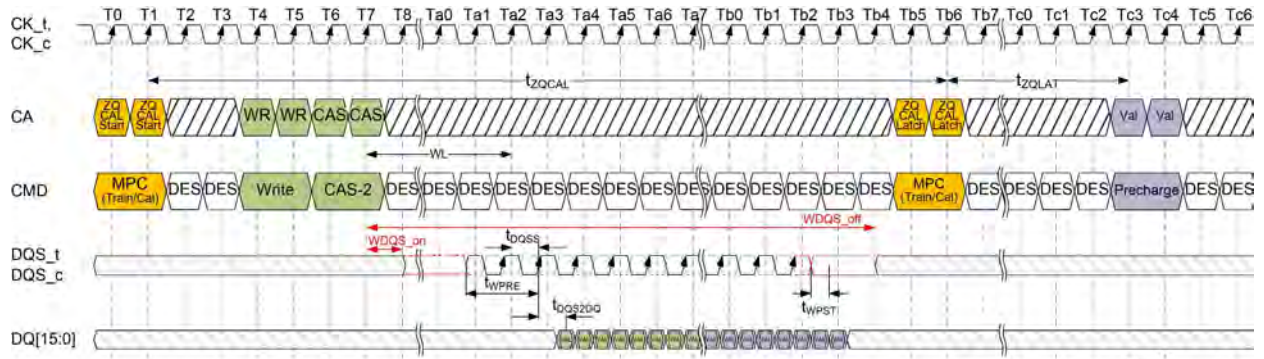 T0 T1 T2 T3 T4 T5 T6 T7 T8 Ta0 Ta1 Ta2 Ta3 Ta4 Ta5 Ta6 Ta7 Tb0 Tb1 Tb2 Tb3 Tb4 Tb5 Tb6 Tb7 Tc0 Tc1 Tc2 Tc3 Tc4 Tc5 Tc6
CK_t,
CK_c
tZQCAL tZQLAT
CA
ZQ CAL Start ZQ CAL Start WR WR CAS CAS ZQ CAL Latch ZQ CAL Latch Val Val
WL
CMD
MPC (Train/Cal) DES DES Write CAS-2 DES DES DES DES DES DES DES DES DES DES DES DES DES DES MPC (Train/Cal) DES DES DES DES Precharge DES DES
WDQS_off
WDQS_on tDQSS
DQS_t
DQS_c
tWPRE tWPST
tDQS2DQ
DQ[15:0]